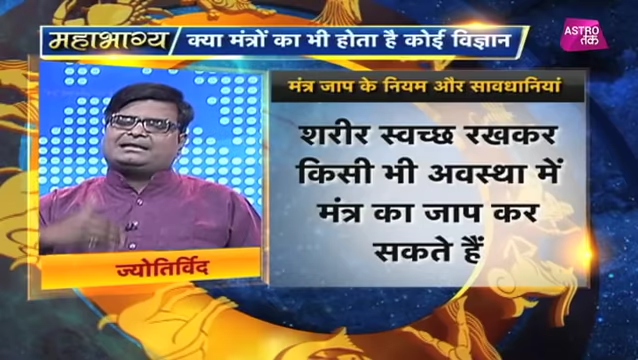 महाभाग्य
क्या मंत्रों का भी होता है कोई विज्ञान
ASTRO
तक
मंत्र जाप के नियम और सावधानियां
शरीर स्वच्छ रखकर
किसी भी अवस्था में
मंत्र का जाप कर
सकते हैं
ज्योतिर्विद